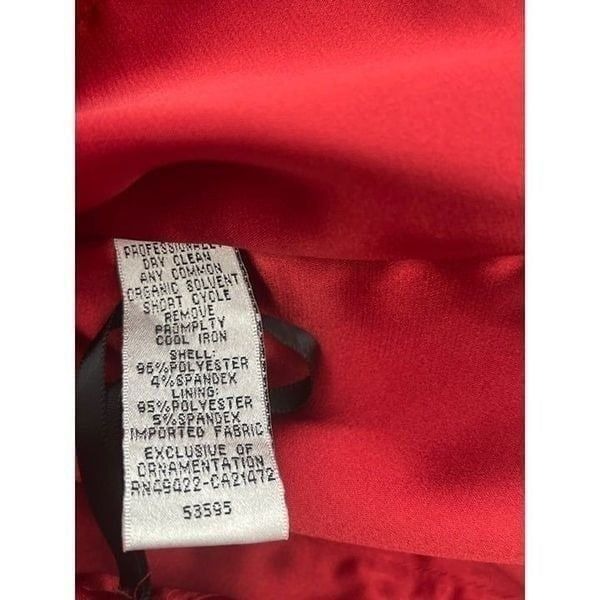 PROFESSIONALLY
DRY CLEAN
ANY COMMON
ORGANIC SOLVENT
SHORT CYCLE
REMOVE
PROMPLTY
COOL IRON
SHELL:
96%POLYESTER
4%SPANDEX
LINING:
95%POLYESTER
5%SPANDEX
IMPORTED FABRIC
EXCLUSIVE OF
ORNAMENTATION
RN49422-CA21472
53595